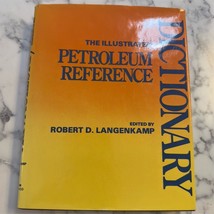 THE ILLUSTRATED
PETROLEUM
REFERENCE
DICTIONARY
EDITED BY
ROBERT D. LANGENKAMP